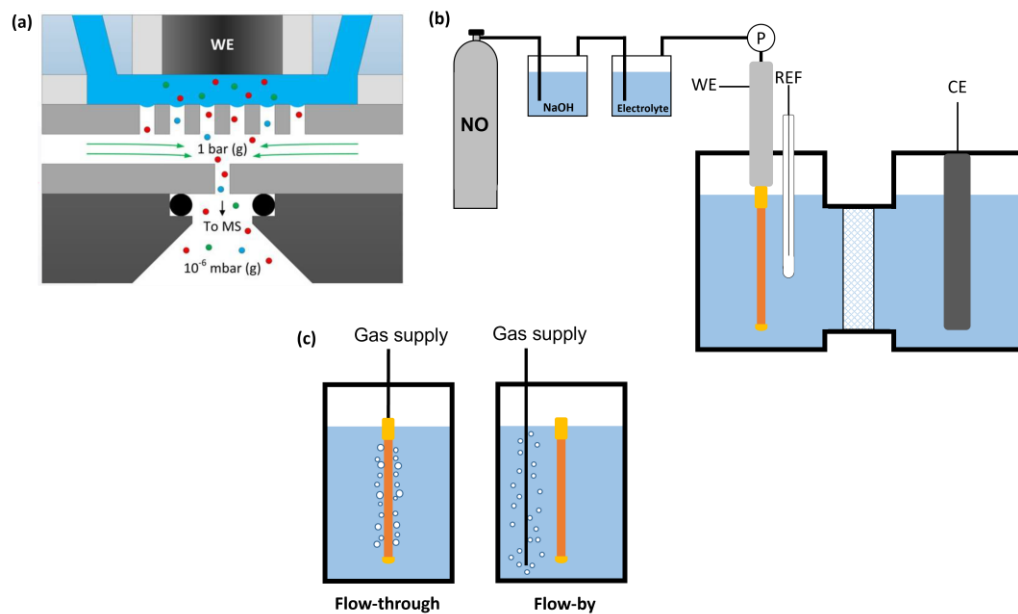 (a)
WE
1 bar (g)
To MS
10⁻⁶ mbar (g)
(b)
NO
NaOH
Electrolyte
P
WE
REF
CE
(c)
Gas supply
Gas supply
Flow-through
Flow-by